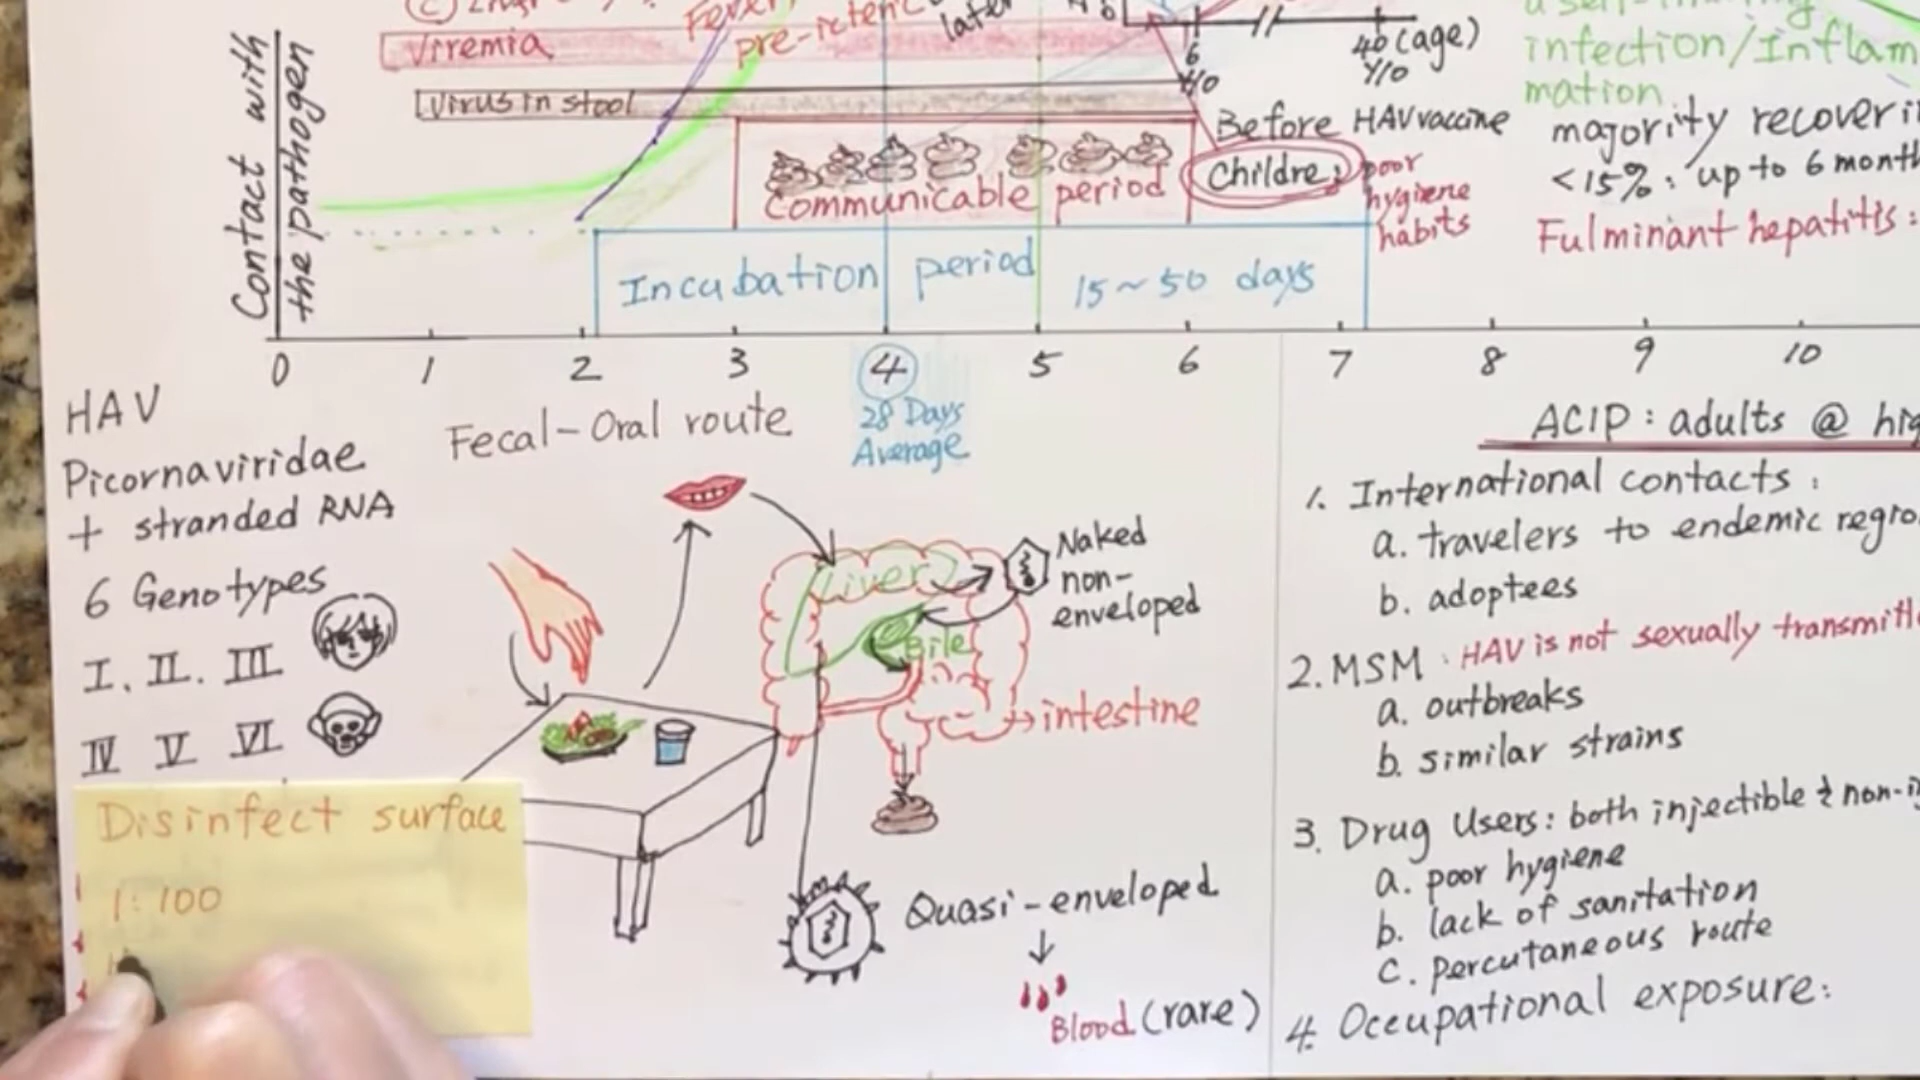 Viremia
pre-icteric
later
6
Y/O
40
Y/O
(age)
infection/Inflam
mation
Virus in stool
Before HAV vaccine
majority recover
Contact with
the pathogen
Communicable period
Children:
poor
hygiene
habits
<15%: up to 6 month
Fulminant hepatitis:
Incubation period 15~50 days
0 1 2 3 4 5 6 7 8 9 10
28 Days
Average
HAV
Picornaviridae
+ stranded RNA
6 Genotypes
I. II. III
IV V VI
Fecal-Oral route
Liver
Bile
Naked
non-
enveloped
intestine
Disinfect surface
1:100
Quasi-enveloped
Blood (rare)
ACIP: adults @
1. International contacts:
a. travelers to endemic regio
b. adoptees
2. MSM: HAV is not sexually transmitt
a. outbreaks
b. similar strains
3. Drug Users: both injectible & non-i
a. poor hygiene
b. lack of sanitation
c. percutaneous route
4. Occupational exposure: